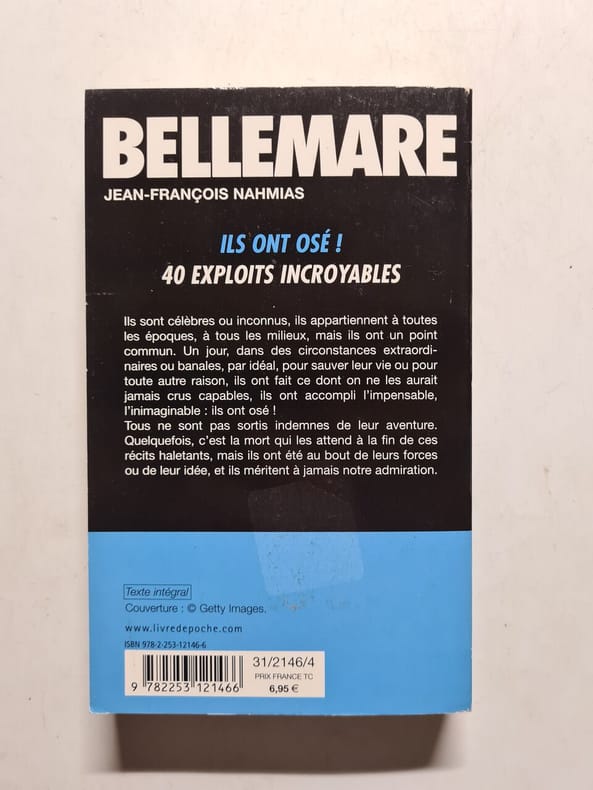 BELLEMARE
JEAN-FRANÇOIS NAHMIAS
ILS ONT OSÉ !
40 EXPLOITS INCROYABLES
Ils sont célèbres ou inconnus, ils appartiennent à toutes
les époques, à tous les milieux, mais ils ont un point
commun. Un jour, dans des circonstances extraordi-
naires ou banales, par idéal, pour sauver leur vie ou pour
toute autre raison, ils ont fait ce dont on ne les aurait
jamais crus capables, ils ont accompli l'impensable,
l'inimaginable : ils ont osé !
Tous ne sont pas sortis indemnes de leur aventure.
Quelquefois, c'est la mort qui les attend à la fin de ces
récits haletants, mais ils ont été au bout de leurs forces
ou de leur idée, et ils méritent à jamais notre admiration.
Texte intégral
Couverture : © Getty Images.
www.livredepoche.com
ISBN 978-2-253-12146-6
31/2146/4
PRIX FRANCE TC
6,95 €
9 782253 121466